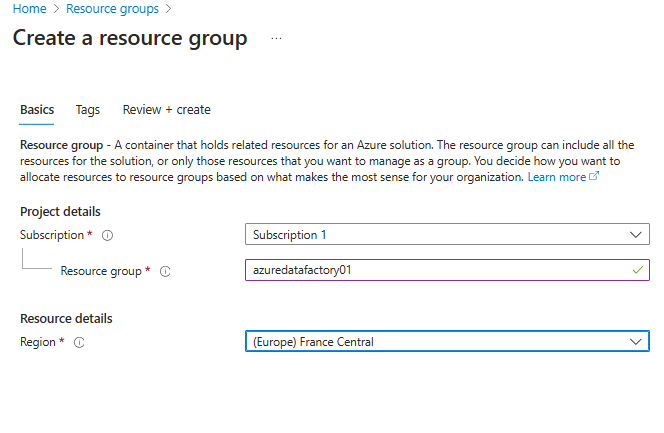 Home > Resource groups >
Create a resource group ...
Basics Tags Review + create
Resource group - A container that holds related resources for an Azure solution. The resource group can include all the
resources for the solution, or only those resources that you want to manage as a group. You decide how you want to
allocate resources to resource groups based on what makes the most sense for your organization. Learn more
Project details
Subscription * Subscription 1
Resource group * azuredatafactory01
Resource details
Region * (Europe) France Central